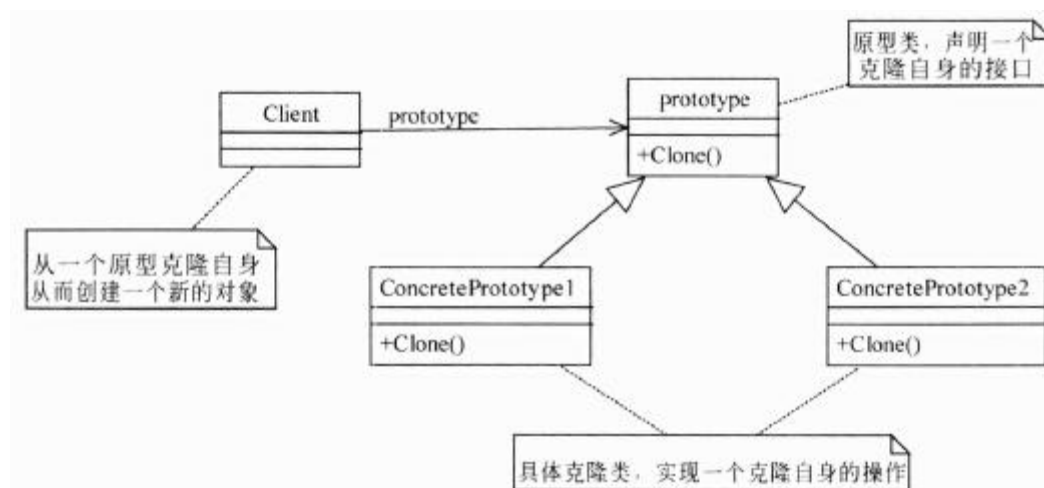 原型类，声明一个
克隆自身的接口
Client
prototype
prototype
+Clone()
从一个原型克隆自身
从而创建一个新的对象
ConcretePrototype1
+Clone()
ConcretePrototype2
+Clone()
具体克隆类，实现一个克隆自身的操作